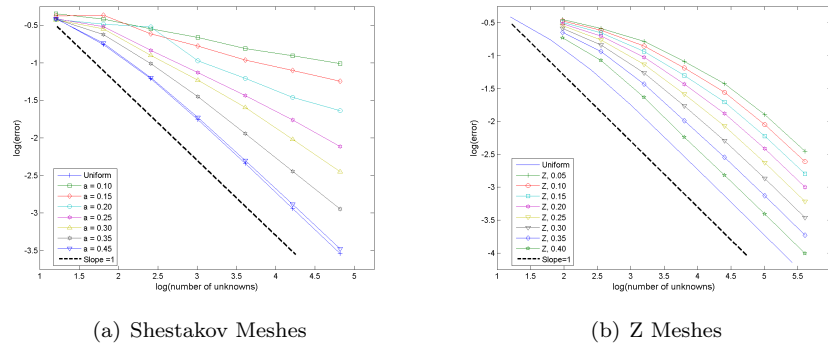 -0.5
-1
-1.5
-2
-2.5
-3
-3.5
1
1.5
2
2.5
3
3.5
4
4.5
5
log(error)
log(number of unknowns)
Uniform
a = 0.10
a = 0.15
a = 0.20
a = 0.25
a = 0.30
a = 0.35
a = 0.45
Slope =1
(a) Shestakov Meshes
-0.5
-1
-1.5
-2
-2.5
-3
-3.5
-4
1
1.5
2
2.5
3
3.5
4
4.5
5
5.5
6
log(error)
log(number of unknowns)
Uniform
Z, 0.05
Z, 0.10
Z, 0.15
Z, 0.20
Z, 0.25
Z, 0.30
Z, 0.35
Z, 0.40
Slope=1
(b) Z Meshes